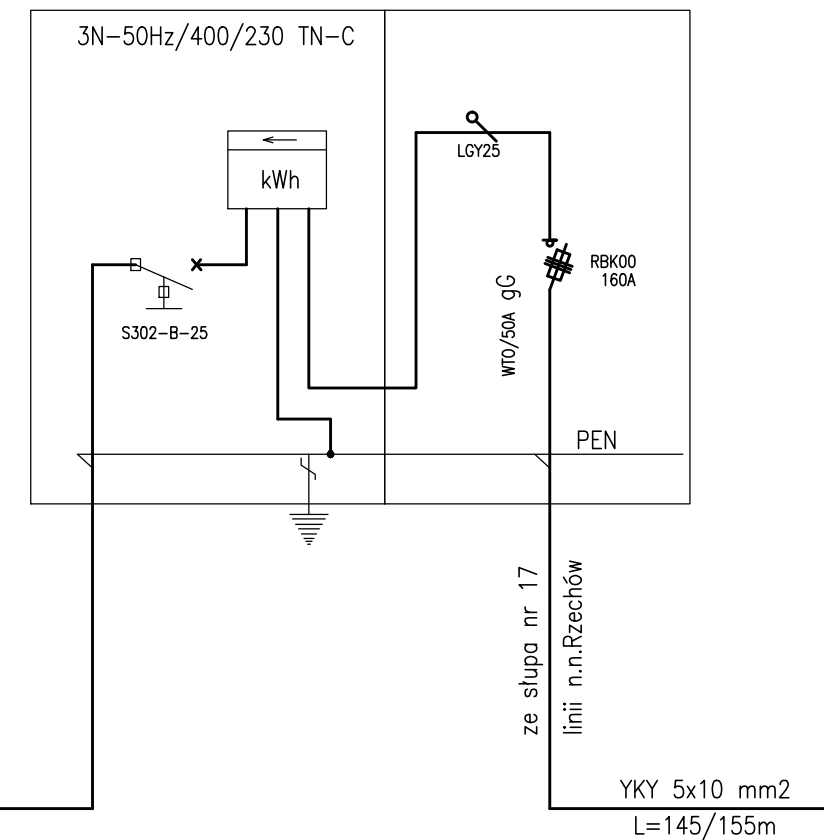 3N-50Hz/400/230 TN-C
LGY25
kWh
RBK00
160A
WTO/50A gG
S302-B-25
PEN
ze słupa nr 17
linii n.n.Rzechów
YKY 5x10 mm2
L=145/155m